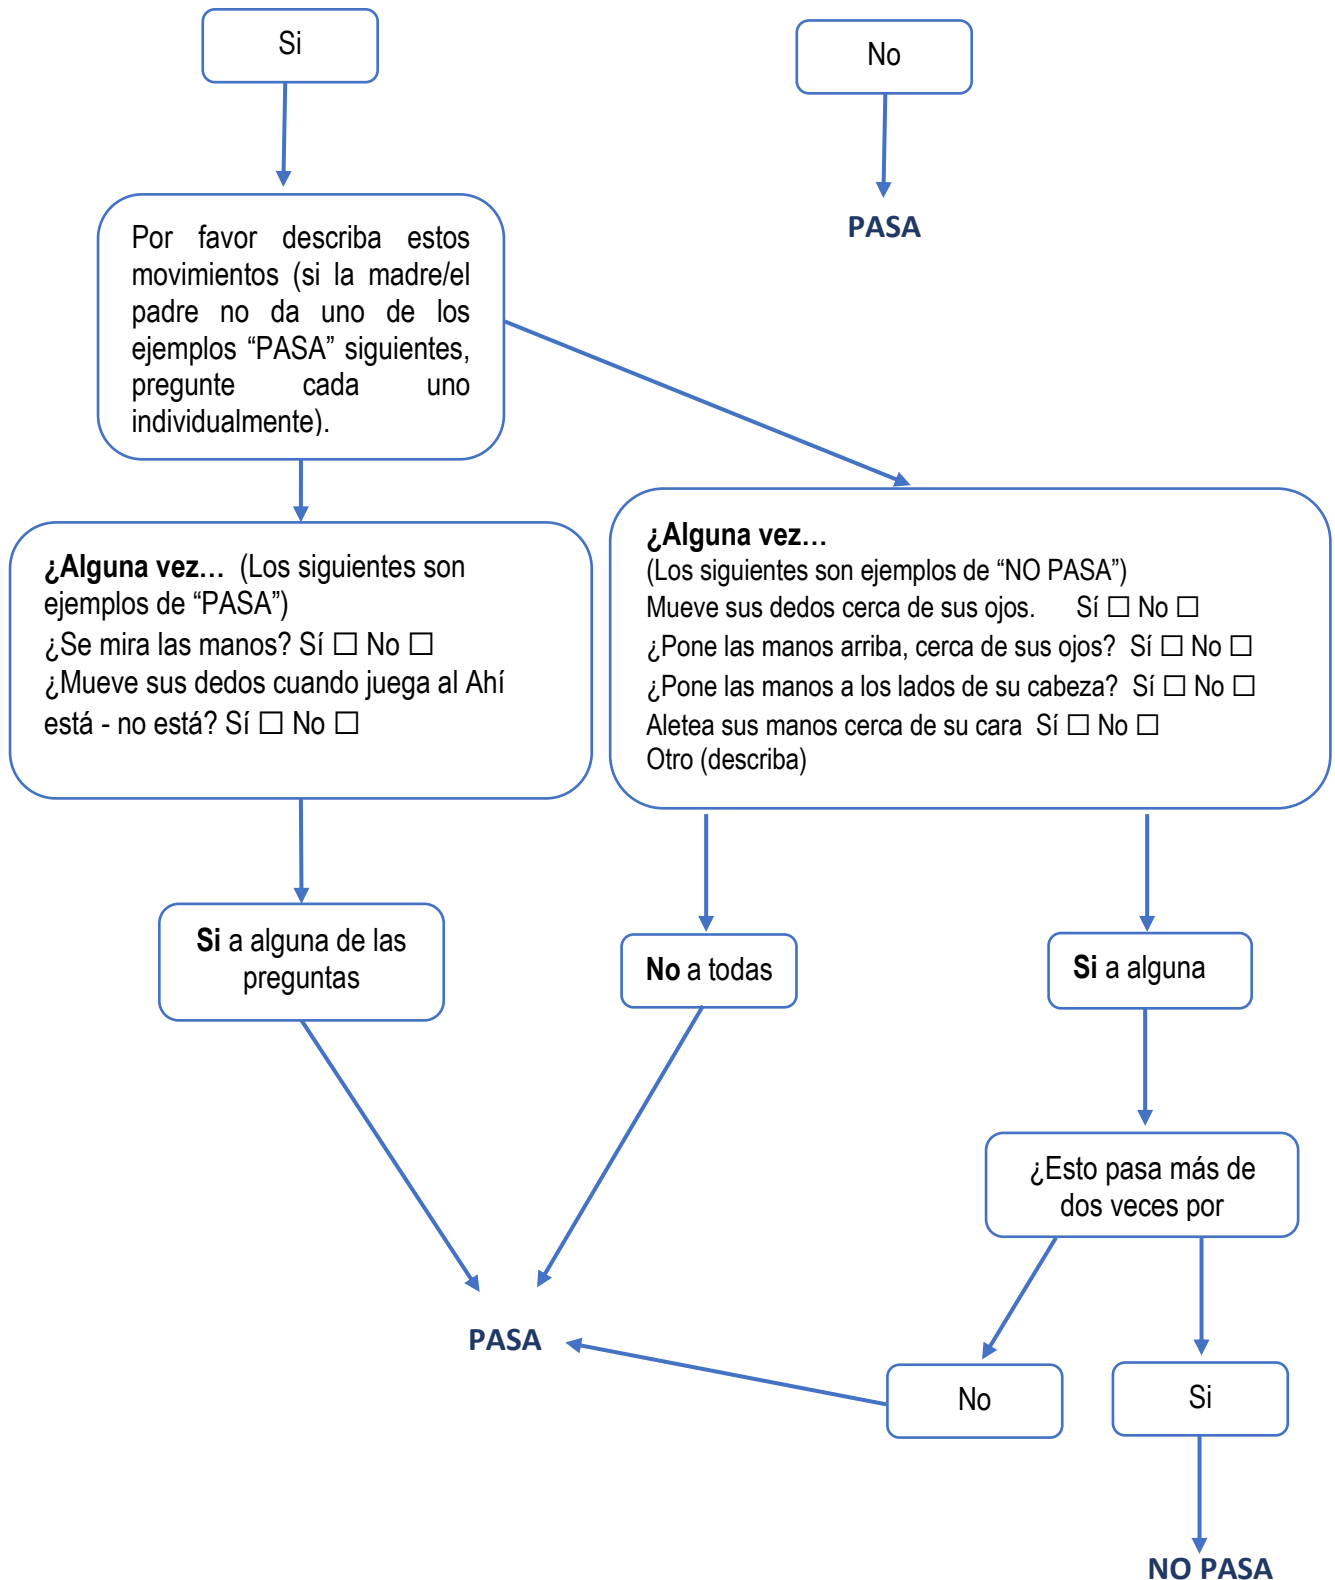 Si
No
PASA
Por favor describa estos
movimientos (si la madre/el
padre no da uno de los
ejemplos “PASA” siguientes,
pregunte cada uno
individualmente).
¿Alguna vez… (Los siguientes son
ejemplos de “PASA”)
¿Se mira las manos? Sí ☐ No ☐
¿Mueve sus dedos cuando juega al Ahí
está - no está? Sí ☐ No ☐
¿Alguna vez…
(Los siguientes son ejemplos de “NO PASA”)
Mueve sus dedos cerca de sus ojos. Sí ☐ No ☐
¿Pone las manos arriba, cerca de sus ojos? Sí ☐ No ☐
¿Pone las manos a los lados de su cabeza? Sí ☐ No ☐
Aletea sus manos cerca de su cara Sí ☐ No ☐
Otro (describa)
Si a alguna de las
preguntas
No a todas
Si a alguna
¿Esto pasa más de
dos veces por
PASA
No
Si
NO PASA